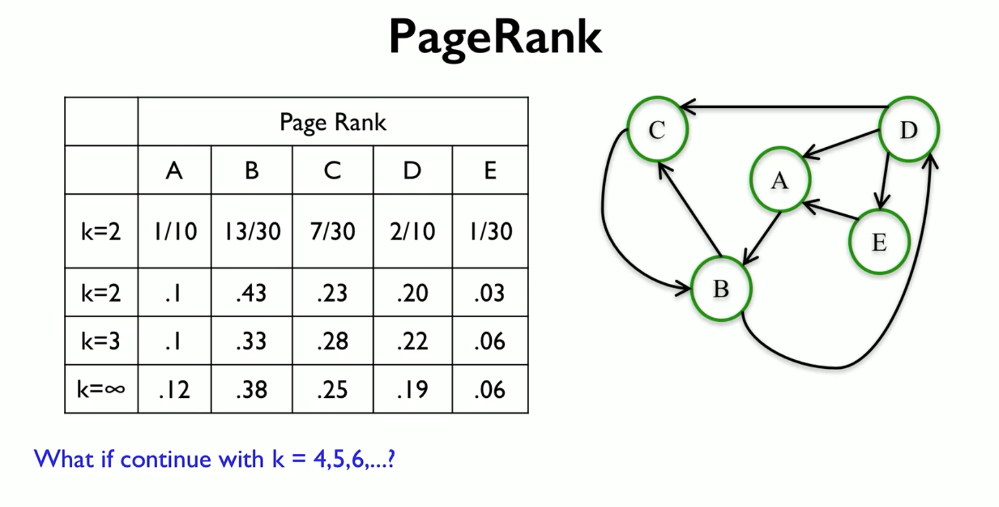 PageRank
Page Rank
A B C D E
k=2 1/10 13/30 7/30 2/10 1/30
k=2 .1 .43 .23 .20 .03
k=3 .1 .33 .28 .22 .06
k=∞ .12 .38 .25 .19 .06
C
D
A
E
B
What if continue with k = 4,5,6,...?